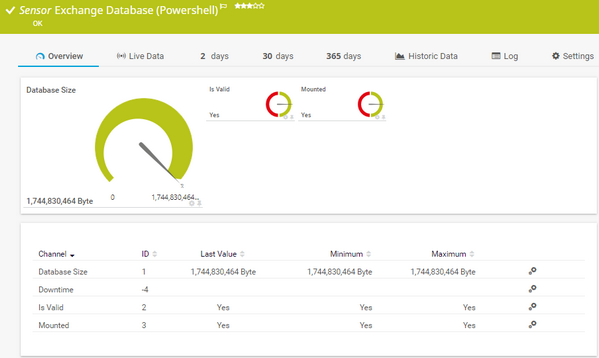 Sensor Exchange Database (Powershell)
OK
Overview
Live Data
2 days
30 days
365 days
Historic Data
Log
Settings
Database Size
Is Valid
Mounted
Yes
Yes
0
1,744,830,464...
1,744,830,464 Byte
Channel ID Last Value Minimum Maximum
Database Size 1 1,744,830,464 Byte 1,744,830,464 Byte 1,744,830,464 Byte
Downtime -4
Is Valid 2 Yes Yes Yes
Mounted 3 Yes Yes Yes